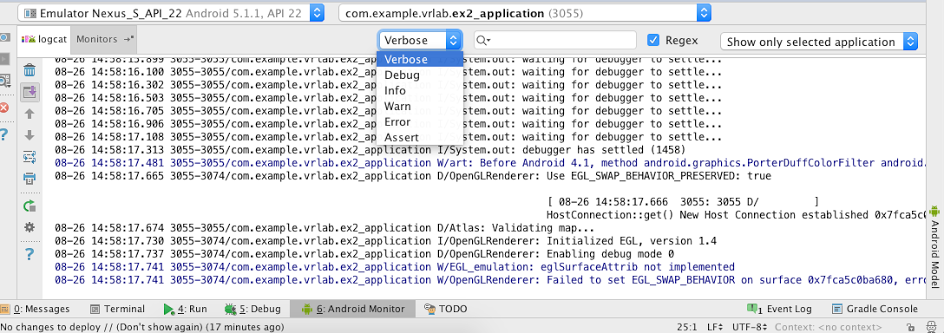 Emulator Nexus_S_API_22 Android 5.1.1, API 22
com.example.vrlab.ex2_application (3055)
logcat
Monitors
Verbose
Regex
Show only selected application
Verbose
Debug
Info
Warn
Error
Assert
08-26 14:58:15.899 3055-3055/com.example.vrlab.ex2_ System.out: waiting for debugger to settle...
08-26 14:58:16.100 3055-3055/com.example.vrlab.ex2_ ystem.out: waiting for debugger to settle...
08-26 14:58:16.302 3055-3055/com.example.vrlab.ex2_ ystem.out: waiting for debugger to settle...
08-26 14:58:16.503 3055-3055/com.example.vrlab.ex2_ ystem.out: waiting for debugger to settle...
08-26 14:58:16.705 3055-3055/com.example.vrlab.ex2_ ystem.out: waiting for debugger to settle...
08-26 14:58:16.906 3055-3055/com.example.vrlab.ex2_ ystem.out: waiting for debugger to settle...
08-26 14:58:17.108 3055-3055/com.example.vrlab.ex2_ ystem.out: waiting for debugger to settle...
08-26 14:58:17.313 3055-3055/com.example.vrlab.ex2_application I/System.out: debugger has settled (1458)
08-26 14:58:17.481 3055-3055/com.example.vrlab.ex2_application W/art: Before Android 4.1, method android.graphics.PorterDuffColorFilter android.
08-26 14:58:17.665 3055-3074/com.example.vrlab.ex2_application D/OpenGLRenderer: Use EGL_SWAP_BEHAVIOR_PRESERVED: true
[ 08-26 14:58:17.666 3055: 3055 D/ ]
HostConnection::get() New Host Connection established 0x7fca5c0
08-26 14:58:17.674 3055-3055/com.example.vrlab.ex2_application D/Atlas: Validating map...
08-26 14:58:17.730 3055-3074/com.example.vrlab.ex2_application I/OpenGLRenderer: Initialized EGL, version 1.4
08-26 14:58:17.737 3055-3074/com.example.vrlab.ex2_application D/OpenGLRenderer: Enabling debug mode 0
08-26 14:58:17.741 3055-3074/com.example.vrlab.ex2_application W/EGL_emulation: eglSurfaceAttrib not implemented
08-26 14:58:17.741 3055-3074/com.example.vrlab.ex2_application W/OpenGLRenderer: Failed to set EGL_SWAP_BEHAVIOR on surface 0x7fca5c0ba680, erro
Android Model
0: Messages
Terminal
4: Run
5: Debug
6: Android Monitor
TODO
1
Event Log
Gradle Console
No changes to deploy // (Don't show again) (17 minutes ago)
25:1
LF
UTF-8
Context: <no context>